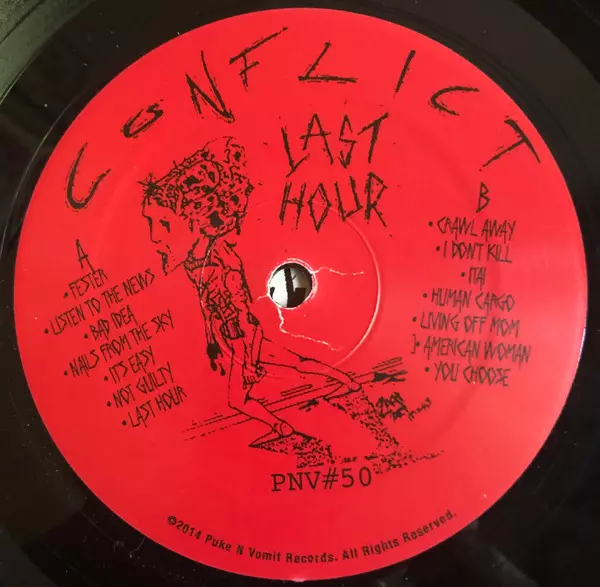 CONFLICT
LAST
HOUR
A
• FESTER
• LISTEN TO THE NEWS
• BAD IDEA
• NAILS FROM THE SKY
• ITS EASY
• NOT GUILTY
• LAST HOUR
B
• CRAWL AWAY
• I DONT KILL
• ITAI
• HUMAN CARGO
• LIVING OFF MOM
• AMERICAN WOMAN
• YOU CHOOSE
PNV#50
©2014 Puke N Vomit Records. All Rights Reserved.